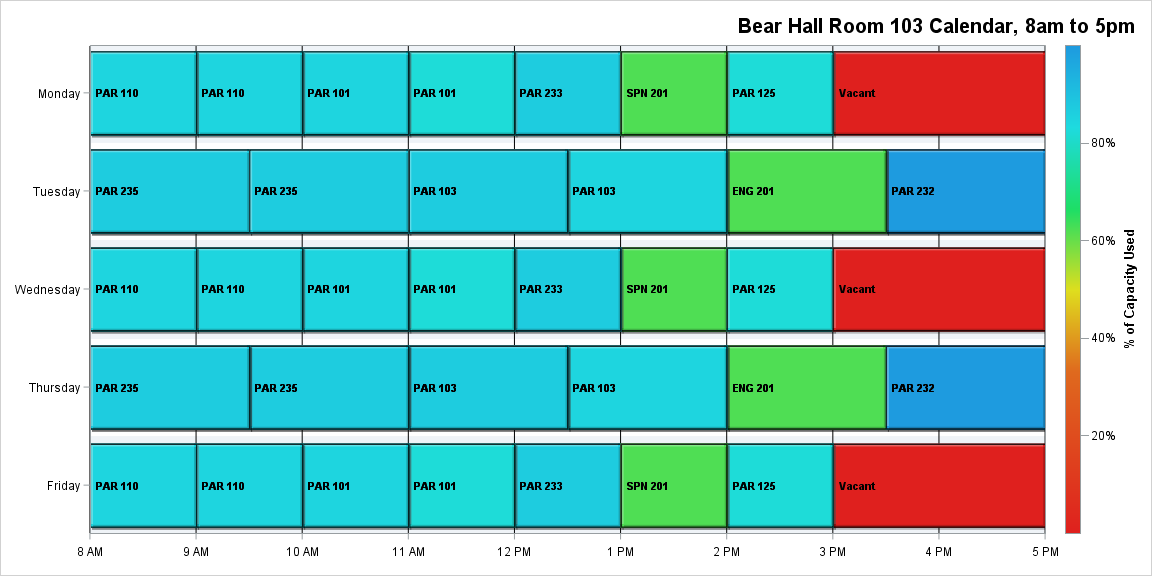 Bear Hall Room 103 Calendar, 8am to 5pm
Monday
PAR 110
PAR 110
PAR 101
PAR 101
PAR 233
SPN 201
PAR 125
Vacant
Tuesday
PAR 235
PAR 235
PAR 103
PAR 103
ENG 201
PAR 232
Wednesday
PAR 110
PAR 110
PAR 101
PAR 101
PAR 233
SPN 201
PAR 125
Vacant
Thursday
PAR 235
PAR 235
PAR 103
PAR 103
ENG 201
PAR 232
Friday
PAR 110
PAR 110
PAR 101
PAR 101
PAR 233
SPN 201
PAR 125
Vacant
8 AM
9 AM
10 AM
11 AM
12 PM
1 PM
2 PM
3 PM
4 PM
5 PM
80%
60%
40%
20%
% of Capacity Used